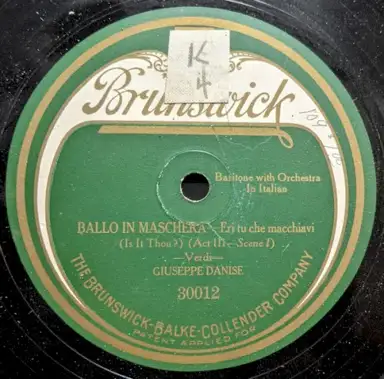 K
4
Brunswick
Baritone with Orchestra
In Italian
BALLO IN MASCHERA—Eri tu che macchiavi
(Is It Thou?) (Act III—Scene I)
—Verdi—
GIUSEPPE DANISE
30012
THE BRUNSWICK-BALKE-COLLENDER COMPANY
PATENT APPLIED FOR